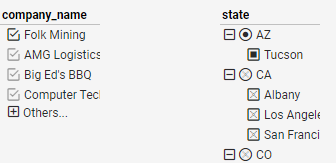 company_name
Folk Mining
AMG Logistics
Big Ed's BBQ
Computer Tec
Others...
state
AZ
Tucson
CA
Albany
Los Angele
San Franci
CO